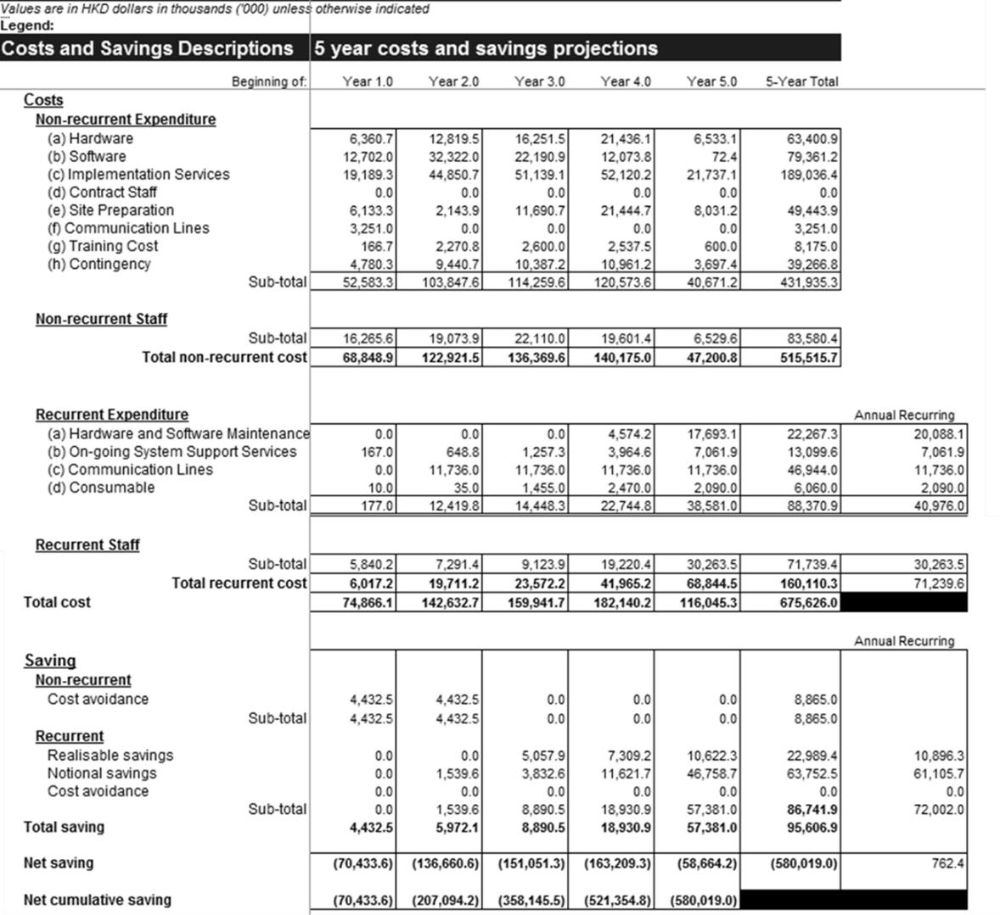 Values are in HKD dollars in thousands ('000) unless otherwise indicated
Legend:
Costs and Savings Descriptions 5 year costs and savings projections
Beginning of: Year 1.0 Year 2.0 Year 3.0 Year 4.0 Year 5.0 5-Year Total
Costs
Non-recurrent Expenditure
(a) Hardware 6,360.7 12,819.5 16,251.5 21,436.1 6,533.1 63,400.9
(b) Software 12,702.0 32,322.0 22,190.9 12,073.8 72.4 79,361.2
(c) Implementation Services 19,189.3 44,850.7 51,139.1 52,120.2 21,737.1 189,036.4
(d) Contract Staff 0.0 0.0 0.0 0.0 0.0 0.0
(e) Site Preparation 6,133.3 2,143.9 11,690.7 21,444.7 8,031.2 49,443.9
(f) Communication Lines 3,251.0 0.0 0.0 0.0 0.0 3,251.0
(g) Training Cost 166.7 2,270.8 2,600.0 2,537.5 600.0 8,175.0
(h) Contingency 4,780.3 9,440.7 10,387.2 10,961.2 3,697.4 39,266.8
Sub-total 52,583.3 103,847.6 114,259.6 120,573.6 40,671.2 431,935.3
Non-recurrent Staff
Sub-total 16,265.6 19,073.9 22,110.0 19,601.4 6,529.6 83,580.4
Total non-recurrent cost 68,848.9 122,921.5 136,369.6 140,175.0 47,200.8 515,515.7
Recurrent Expenditure Annual Recurring
(a) Hardware and Software Maintenance 0.0 0.0 0.0 4,574.2 17,693.1 22,267.3 20,088.1
(b) On-going System Support Services 167.0 648.8 1,257.3 3,964.6 7,061.9 13,099.6 7,061.9
(c) Communication Lines 0.0 11,736.0 11,736.0 11,736.0 11,736.0 46,944.0 11,736.0
(d) Consumable 10.0 35.0 1,455.0 2,470.0 2,090.0 6,060.0 2,090.0
Sub-total 177.0 12,419.8 14,448.3 22,744.8 38,581.0 88,370.9 40,976.0
Recurrent Staff
Sub-total 5,840.2 7,291.4 9,123.9 19,220.4 30,263.5 71,739.4 30,263.5
Total recurrent cost 6,017.2 19,711.2 23,572.2 41,965.2 68,844.5 160,110.3 71,239.6
Total cost 74,866.1 142,632.7 159,941.7 182,140.2 116,045.3 675,626.0
Annual Recurring
Saving
Non-recurrent
Cost avoidance 4,432.5 4,432.5 0.0 0.0 0.0 8,865.0
Sub-total 4,432.5 4,432.5 0.0 0.0 0.0 8,865.0
Recurrent
Realisable savings 0.0 0.0 5,057.9 7,309.2 10,622.3 22,989.4 10,896.3
Notional savings 0.0 1,539.6 3,832.6 11,621.7 46,758.7 63,752.5 61,105.7
Cost avoidance 0.0 0.0 0.0 0.0 0.0 0.0 0.0
Sub-total 0.0 1,539.6 8,890.5 18,930.9 57,381.0 86,741.9 72,002.0
Total saving 4,432.5 5,972.1 8,890.5 18,930.9 57,381.0 95,606.9
Net saving (70,433.6) (136,660.6) (151,051.3) (163,209.3) (58,664.2) (580,019.0) 762.4
Net cumulative saving (70,433.6) (207,094.2) (358,145.5) (521,354.8) (580,019.0)